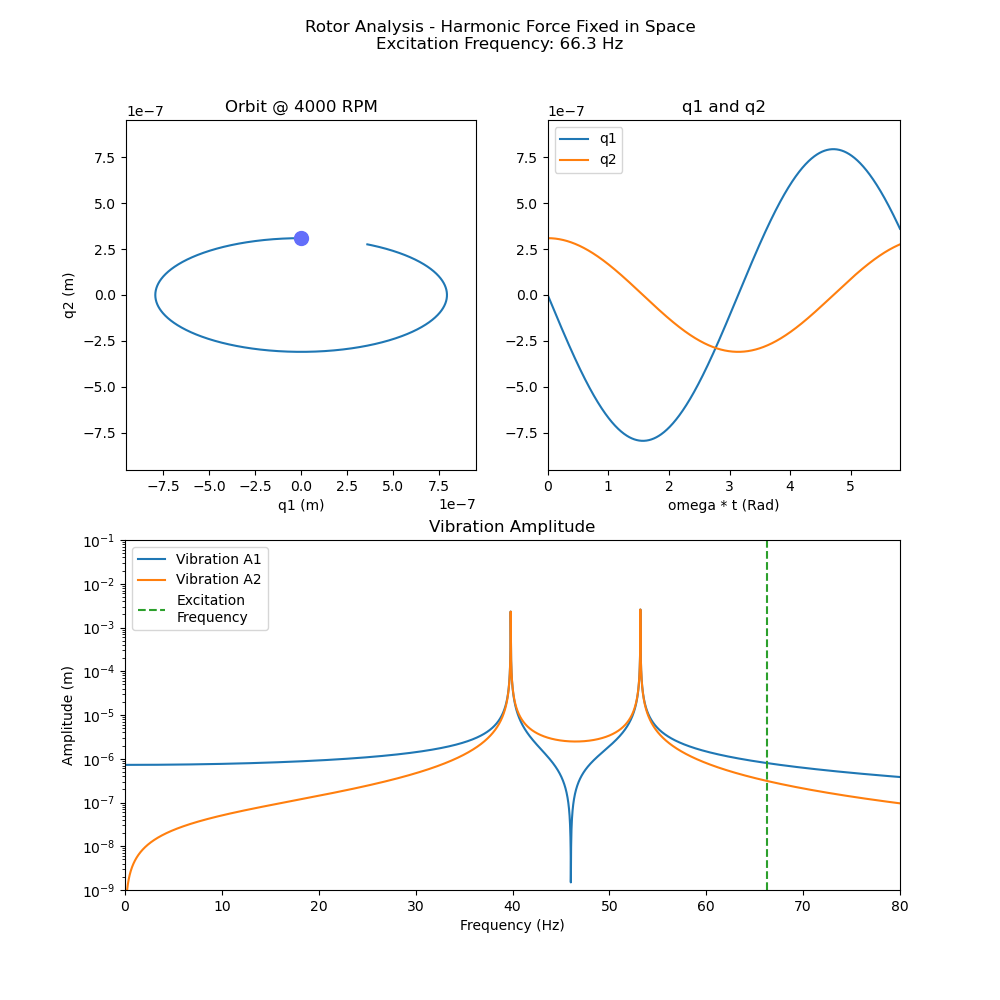 Rotor Analysis - Harmonic Force Fixed in Space
Excitation Frequency: 66.3 Hz
Orbit @ 4000 RPM
1e−7
7.5
5.0
2.5
0.0
−2.5
−5.0
−7.5
q2 (m)
−7.5 −5.0 −2.5 0.0 2.5 5.0 7.5
1e−7
q1 (m)
q1 and q2
1e−7
q1
q2
7.5
5.0
2.5
0.0
−2.5
−5.0
−7.5
0 1 2 3 4 5
omega * t (Rad)
Vibration Amplitude
Vibration A1
Vibration A2
Excitation
Frequency
10⁻¹
10⁻²
10⁻³
10⁻⁴
10⁻⁵
10⁻⁶
10⁻⁷
10⁻⁸
10⁻⁹
Amplitude (m)
0 10 20 30 40 50 60 70 80
Frequency (Hz)